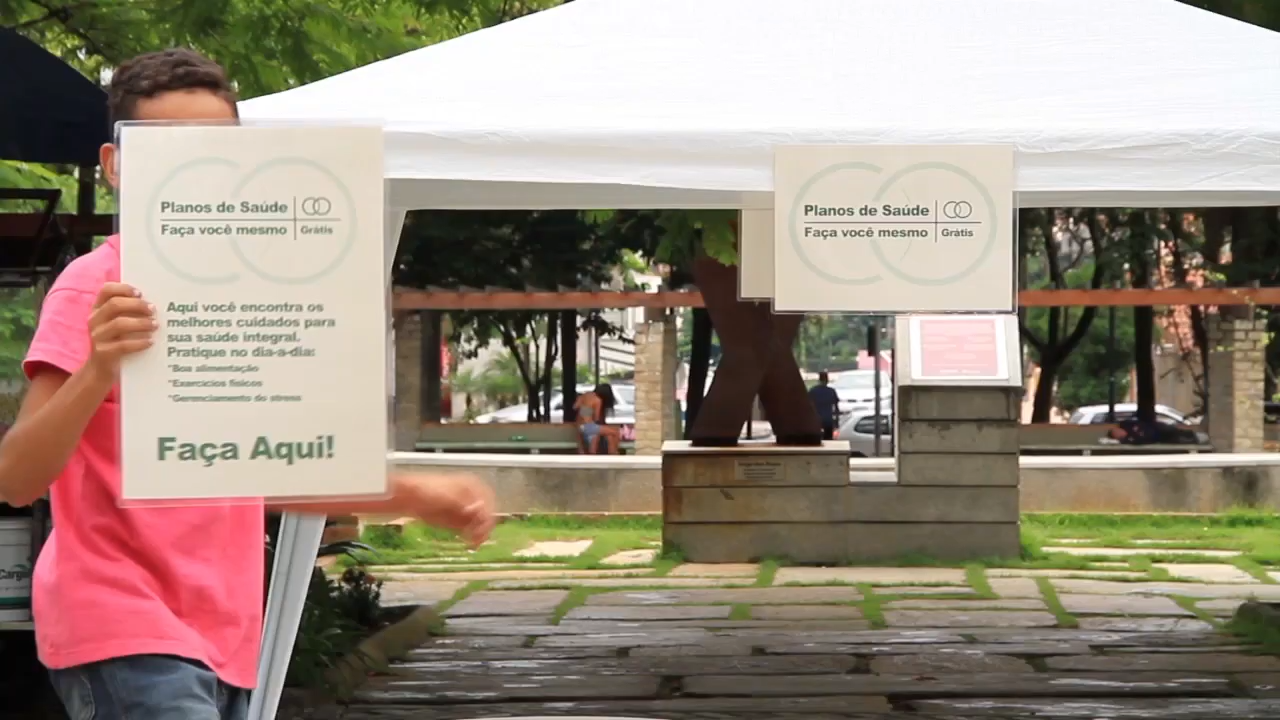 Planos de Saúde
Faça você mesmo
Grátis
Aqui você encontra os
melhores cuidados para
sua saúde integral.
Pratique no dia-a-dia:
*Boa alimentação
*Exercícios físicos
*Gerenciamento do stress
Faça Aqui!
Planos de Saúde
Faça você mesmo
Grátis